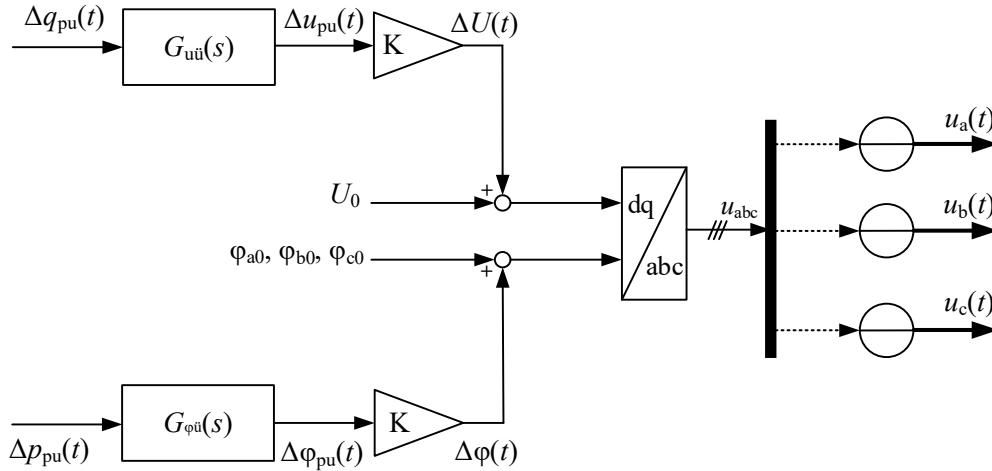 Δq_pu(t)
G_uü(s)
Δu_pu(t)
K
ΔU(t)
U_0
+
φ_a0, φ_b0, φ_c0
+
dq
abc
u_abc
u_a(t)
u_b(t)
u_c(t)
Δp_pu(t)
G_φü(s)
Δφ_pu(t)
K
Δφ(t)